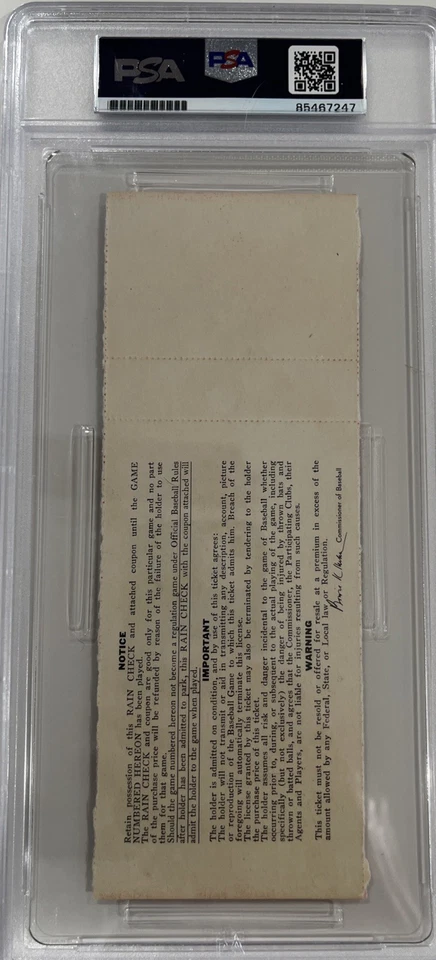 PSA
PSA
85467247
NOTICE
Retain possession of this RAIN CHECK and attached coupon until the GAME
NUMBERED HEREON has been played.
The RAIN CHECK and coupon are good only for this particular game and no part
of the purchase price will be refunded by reason of the failure of the holder to use
them for that game.
Should the game numbered hereon not become a regulation game under Official Baseball Rules
after holder has been admitted to park, this RAIN CHECK with the coupon attached will
admit the holder to the game when played.
IMPORTANT
The holder is admitted on condition, and by use of this ticket agrees:
The holder will not transmit or aid in transmitting any description, account, picture
or reproduction of the Baseball Game to which this ticket admits him. Breach of the
foregoing will automatically terminate this license.
The license granted by this ticket may also be terminated by tendering to the holder
the purchase price of this ticket.
The holder assumes all risk and danger incidental to the game of Baseball whether
occurring prior to, during, or subsequent to the actual playing of the game, including
specifically (but not exclusively) the danger of being injured by thrown bats and
thrown or batted balls, and agrees that the Commissioner, the Participating Clubs, their
Agents and Players, are not liable for injuries resulting from such causes.
WARNING
This ticket must not be resold or offered for resale at a premium in excess of the
amount allowed by any Federal, State, or Local law or Regulation.
Commissioner of Baseball